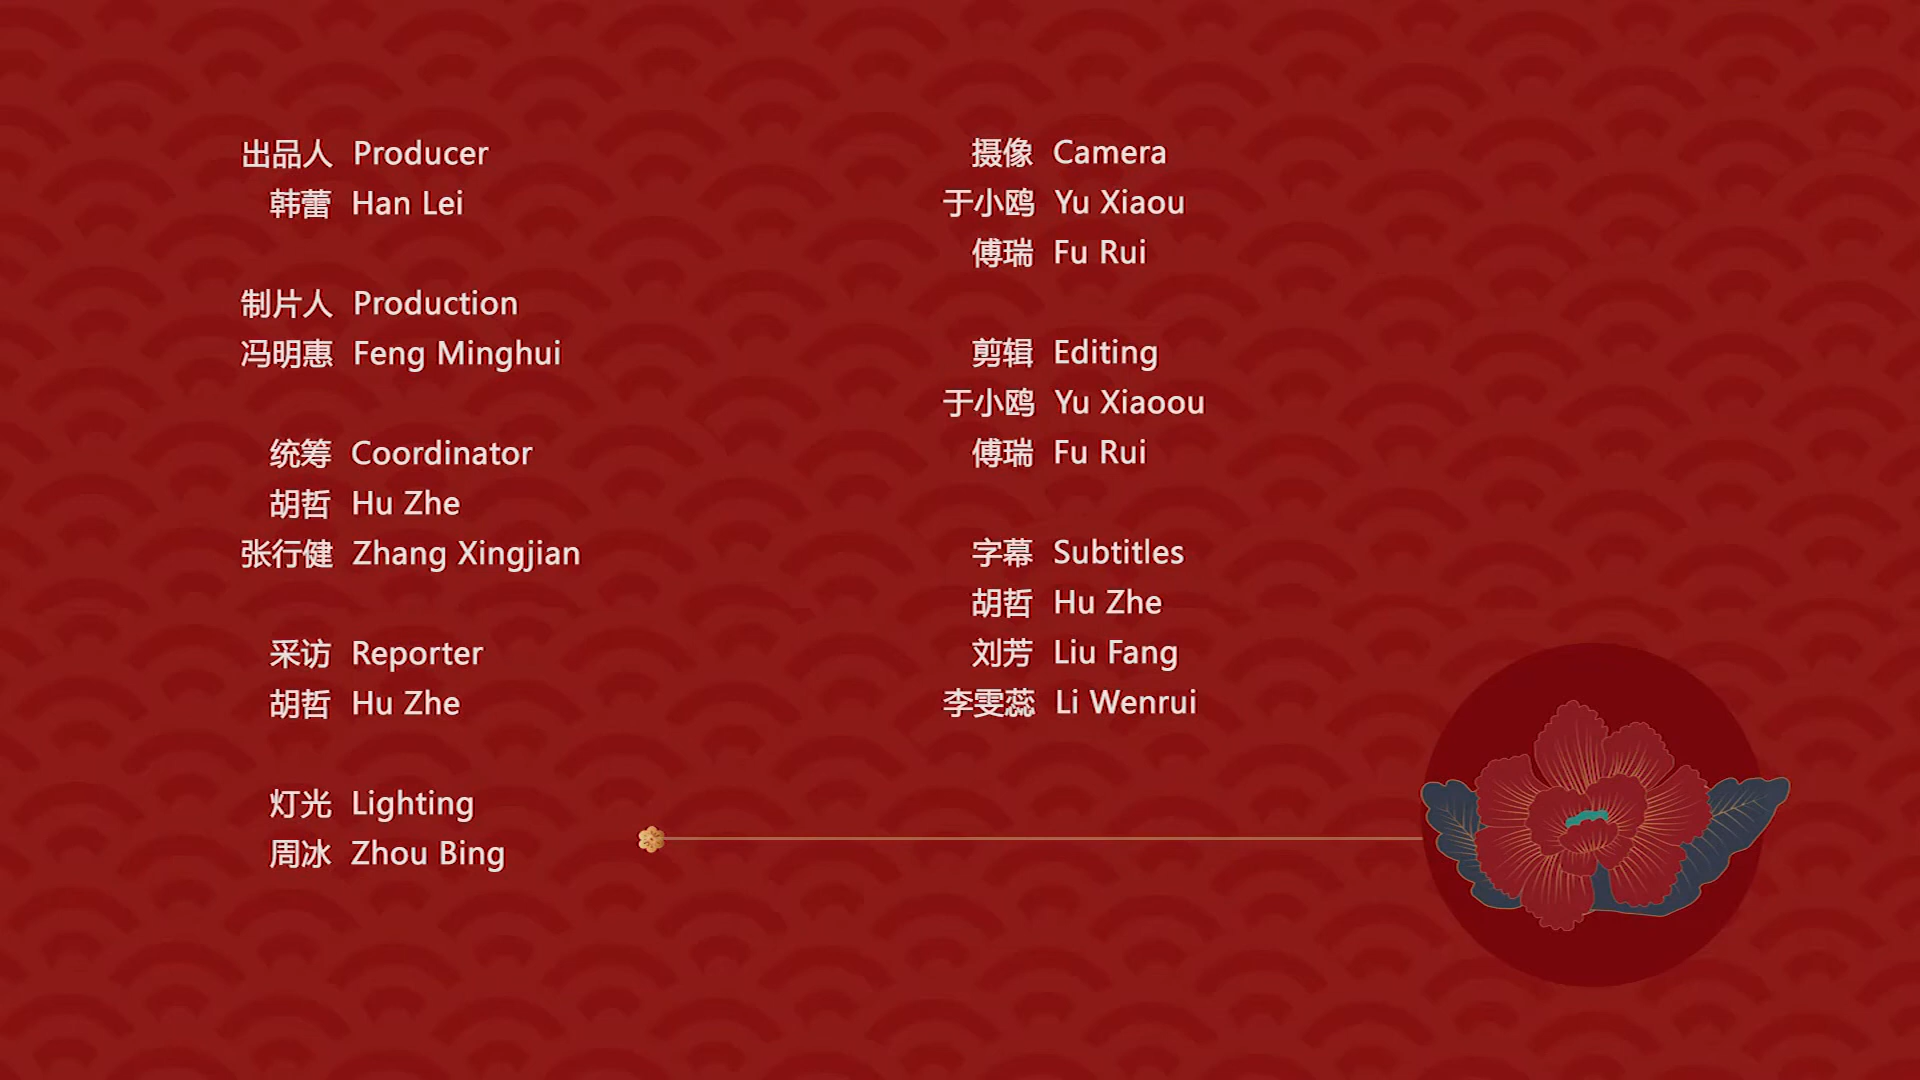 出品人 Producer
韩蕾 Han Lei
制片人 Production
冯明惠 Feng Minghui
统筹 Coordinator
胡哲 Hu Zhe
张行健 Zhang Xingjian
采访 Reporter
胡哲 Hu Zhe
灯光 Lighting
周冰 Zhou Bing
摄像 Camera
于小鸥 Yu Xiaou
傅瑞 Fu Rui
剪辑 Editing
于小鸥 Yu Xiaoou
傅瑞 Fu Rui
字幕 Subtitles
胡哲 Hu Zhe
刘芳 Liu Fang
李雯蕊 Li Wenrui